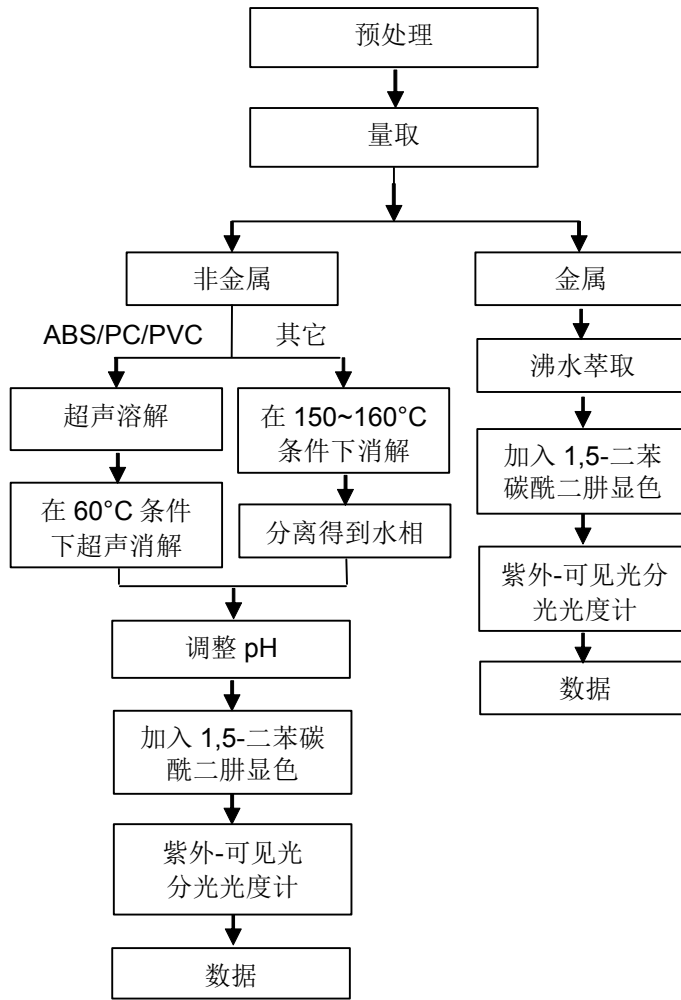 预处理
量取
非金属
金属
ABS/PC/PVC
其它
沸水萃取
超声溶解
在 150~160°C
条件下消解
加入 1,5-二苯
碳酰二肼显色
在 60°C 条件
下超声消解
分离得到水相
紫外-可见光分
光光度计
调整 pH
数据
加入 1,5-二苯碳
酰二肼显色
紫外-可见光
分光光度计
数据